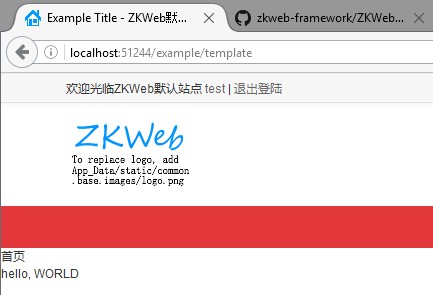 Example Title - ZKWeb默...
zkweb-framework/ZKWeb...
localhost:51244/example/template
欢迎光临ZKWeb默认站点 test | 退出登陆
ZKWeb
To replace logo, add
App_Data/static/common
.base.images/logo.png
首页
hello, WORLD